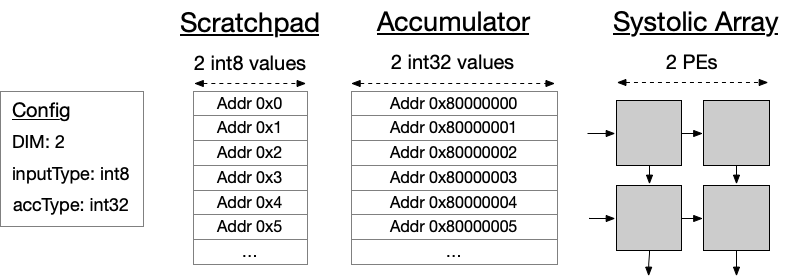 Scratchpad
Accumulator
Systolic Array
2 int8 values
2 int32 values
2 PEs
Config
DIM: 2
inputType: int8
accType: int32
Addr 0x0
Addr 0x1
Addr 0x2
Addr 0x3
Addr 0x4
Addr 0x5
...
Addr 0x80000000
Addr 0x80000001
Addr 0x80000002
Addr 0x80000003
Addr 0x80000004
Addr 0x80000005
...